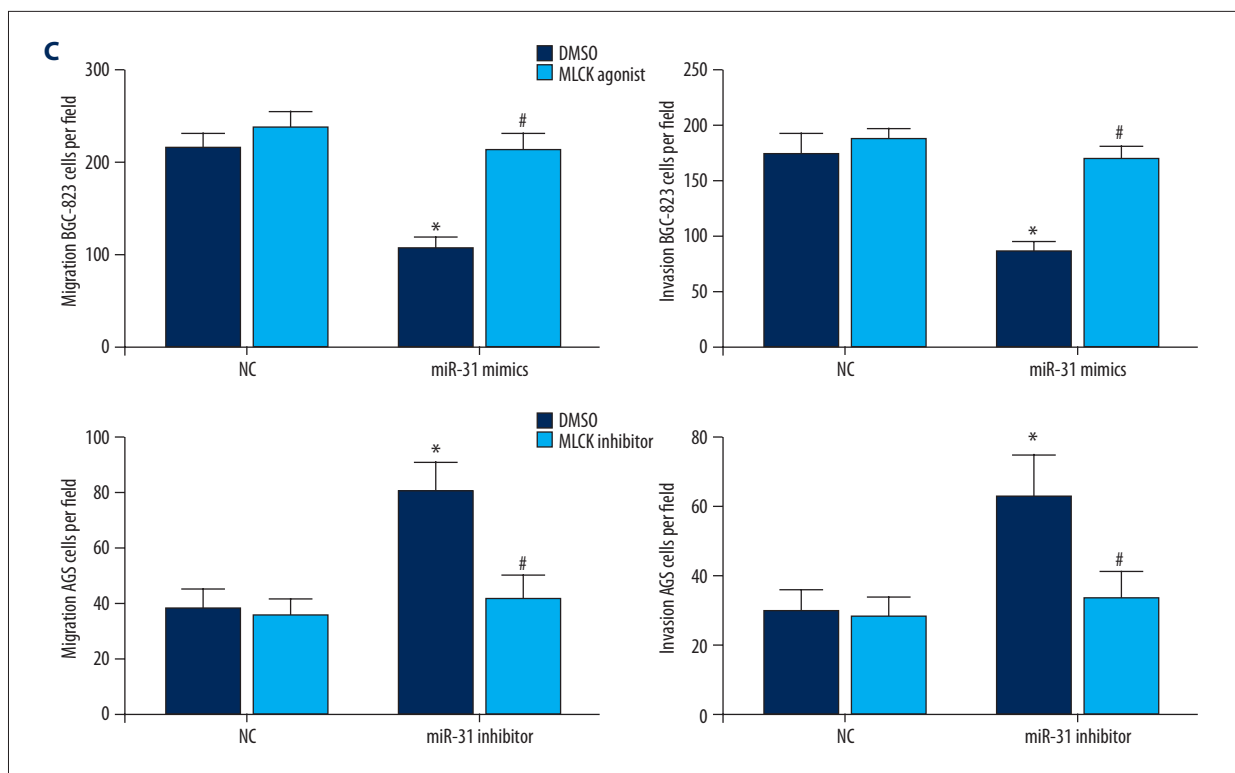 C
DMSO
MLCK agonist
Migration BGC-823 cells per field
300
200
100
0
*
#
NC
miR-31 mimics
Invasion BGC-823 cells per field
250
200
150
100
50
0
*
#
NC
miR-31 mimics
DMSO
MLCK inhibitor
Migration AGS cells per field
100
80
60
40
20
0
*
#
NC
miR-31 inhibitor
Invasion AGS cells per field
80
60
40
20
0
*
#
NC
miR-31 inhibitor